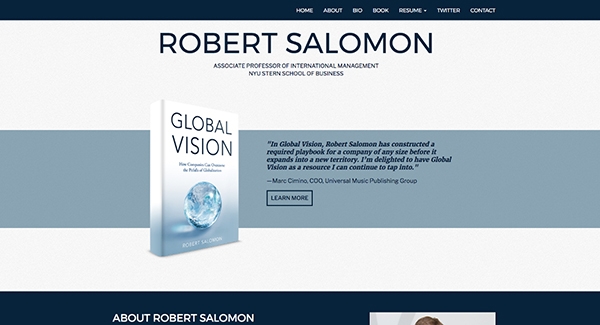 HOME ABOUT BIO BOOK RESUME TWITTER CONTACT
ROBERT SALOMON
ASSOCIATE PROFESSOR OF INTERNATIONAL MANAGEMENT
NYU STERN SCHOOL OF BUSINESS
GLOBAL
VISION
How Companies Can Overcome
the Pitfalls of Globalization
ROBERT SALOMON
"In Global Vision, Robert Salomon has constructed a
required playbook for a company of any size before it
expands into a new territory. I'm delighted to have Global
Vision as a resource I can continue to tap into."
— Marc Cimino, COO, Universal Music Publishing Group
LEARN MORE
ABOUT ROBERT SALOMON